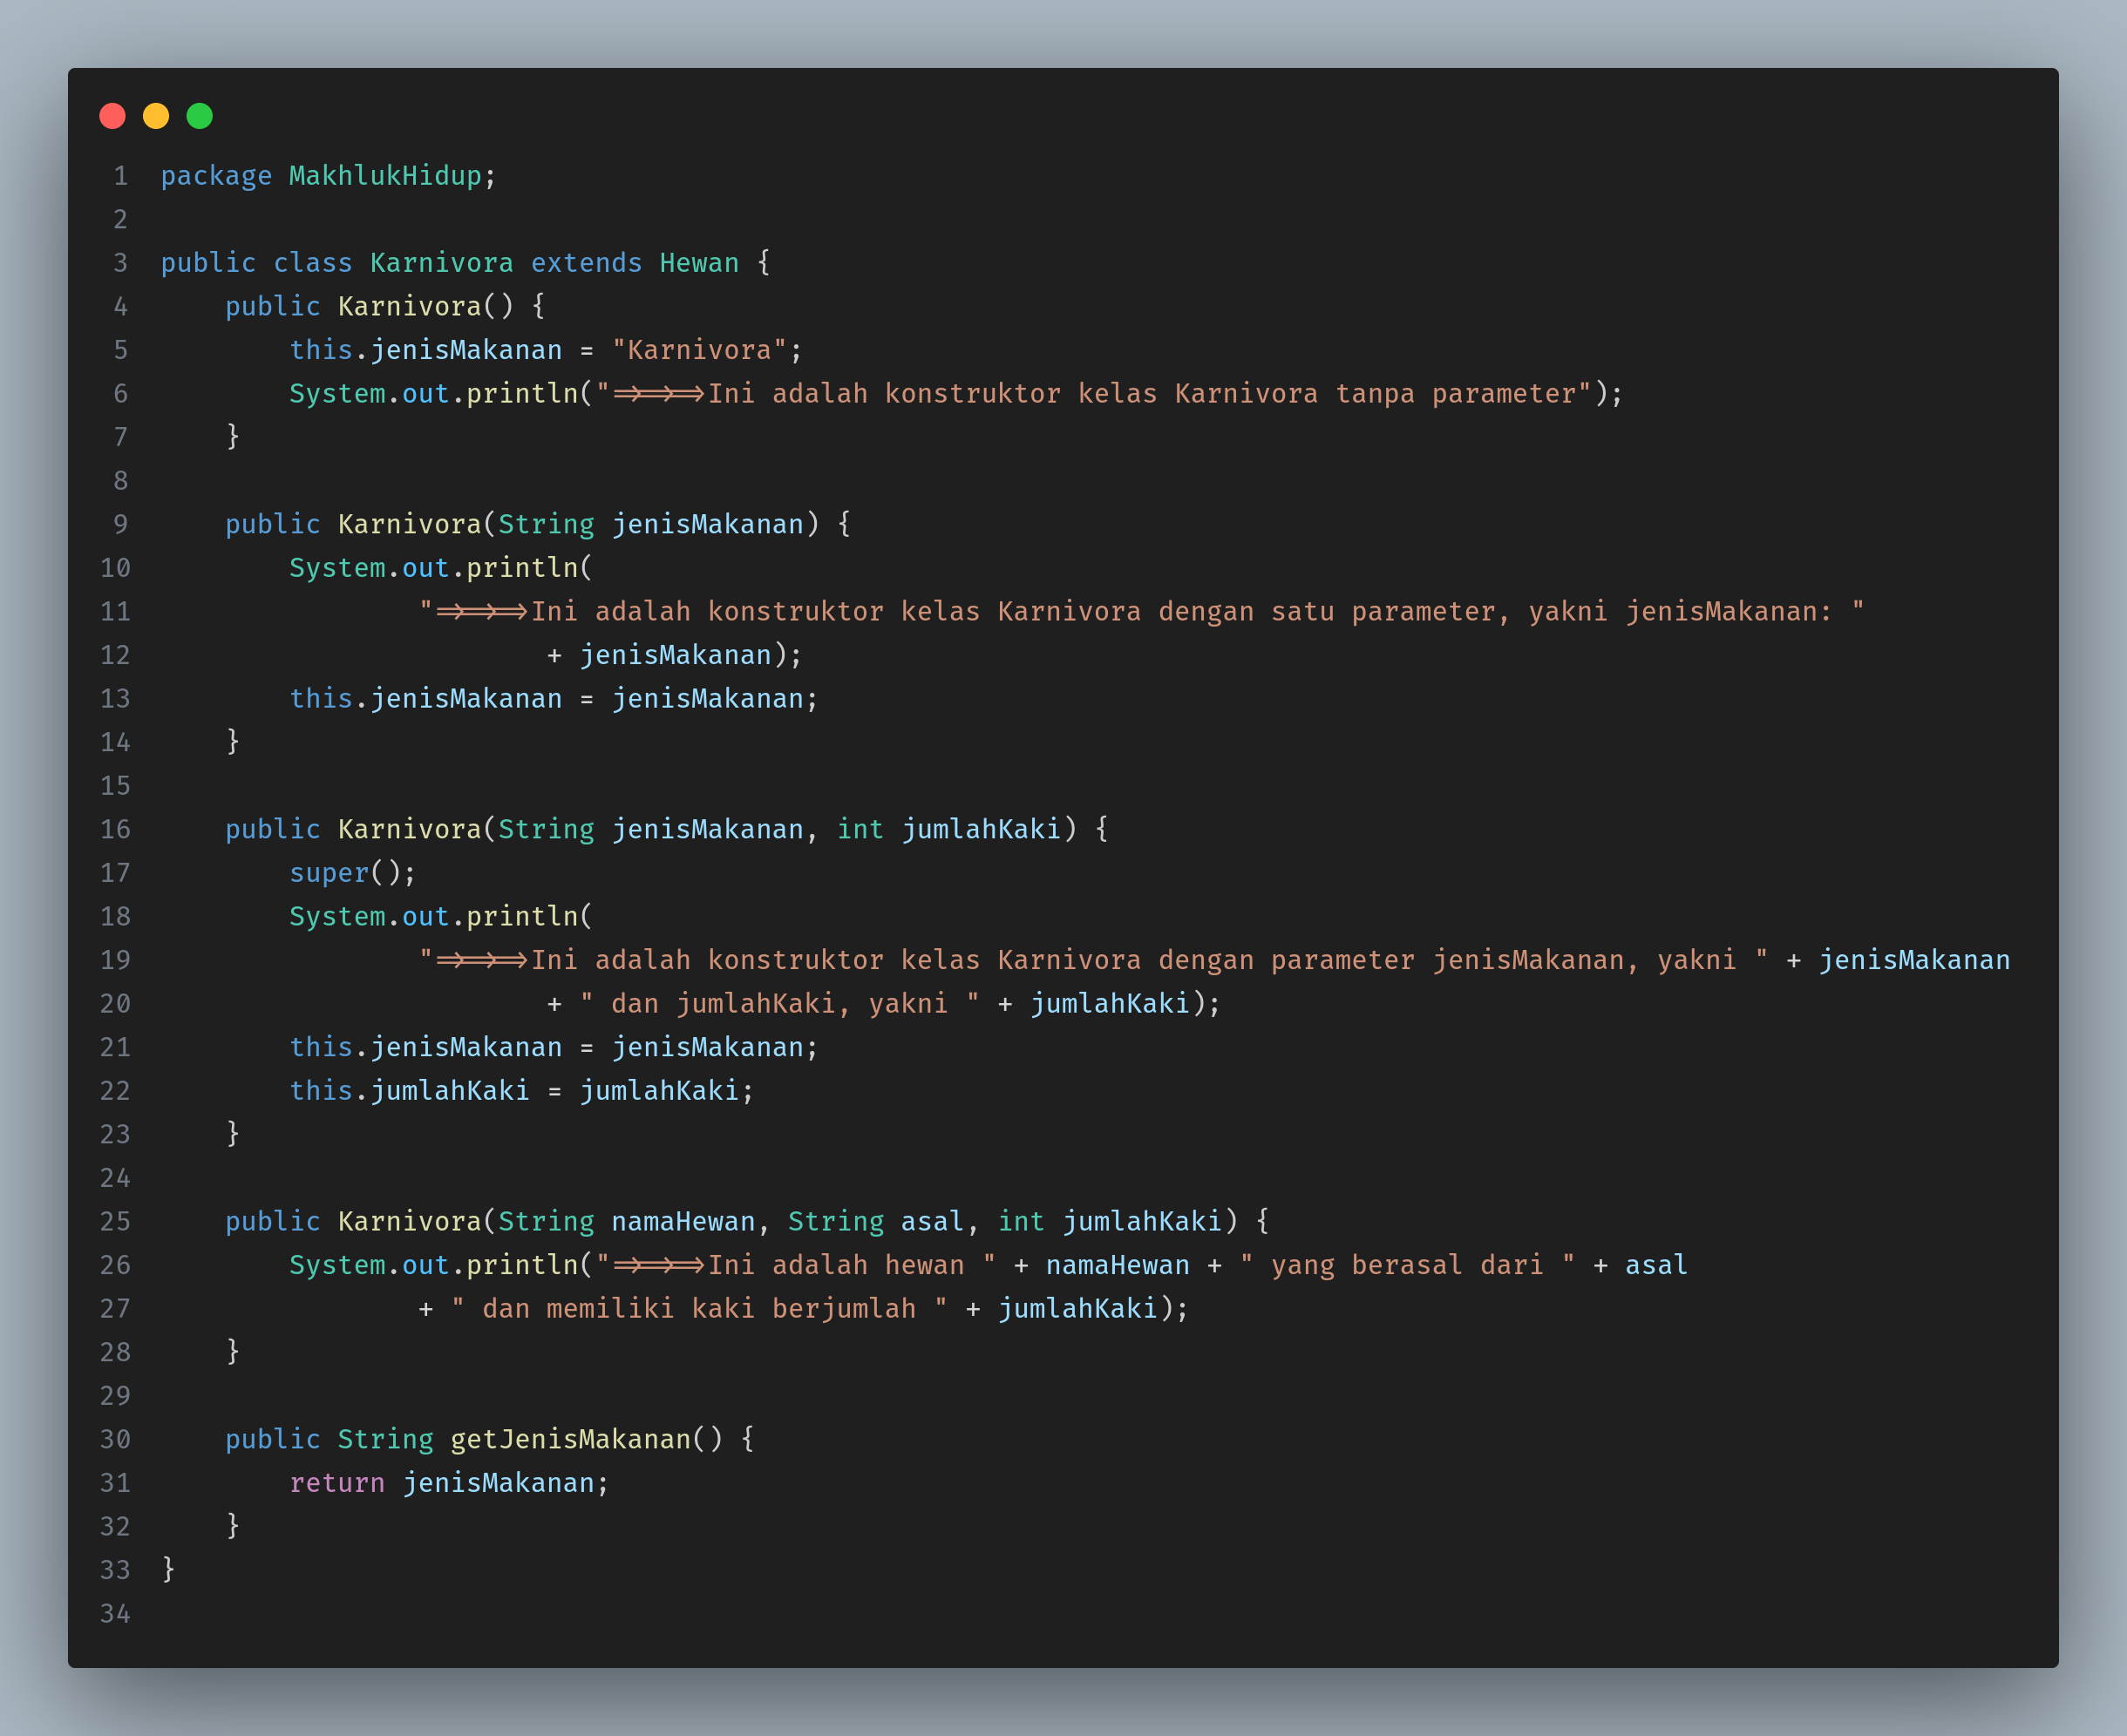 1 package MakhlukHidup;
2
3 public class Karnivora extends Hewan {
4     public Karnivora() {
5         this.jenisMakanan = "Karnivora";
6         System.out.println("=>=>=>Ini adalah konstruktor kelas Karnivora tanpa parameter");
7     }
8
9     public Karnivora(String jenisMakanan) {
10         System.out.println(
11                 "=>=>=>Ini adalah konstruktor kelas Karnivora dengan satu parameter, yakni jenisMakanan: "
12                         + jenisMakanan);
13         this.jenisMakanan = jenisMakanan;
14     }
15
16     public Karnivora(String jenisMakanan, int jumlahKaki) {
17         super();
18         System.out.println(
19                 "=>=>=>Ini adalah konstruktor kelas Karnivora dengan parameter jenisMakanan, yakni " + jenisMakanan
20                         + " dan jumlahKaki, yakni " + jumlahKaki);
21         this.jenisMakanan = jenisMakanan;
22         this.jumlahKaki = jumlahKaki;
23     }
24
25     public Karnivora(String namaHewan, String asal, int jumlahKaki) {
26         System.out.println("=>=>=>Ini adalah hewan " + namaHewan + " yang berasal dari " + asal
27                 + " dan memiliki kaki berjumlah " + jumlahKaki);
28     }
29
30     public String getJenisMakanan() {
31         return jenisMakanan;
32     }
33 }
34